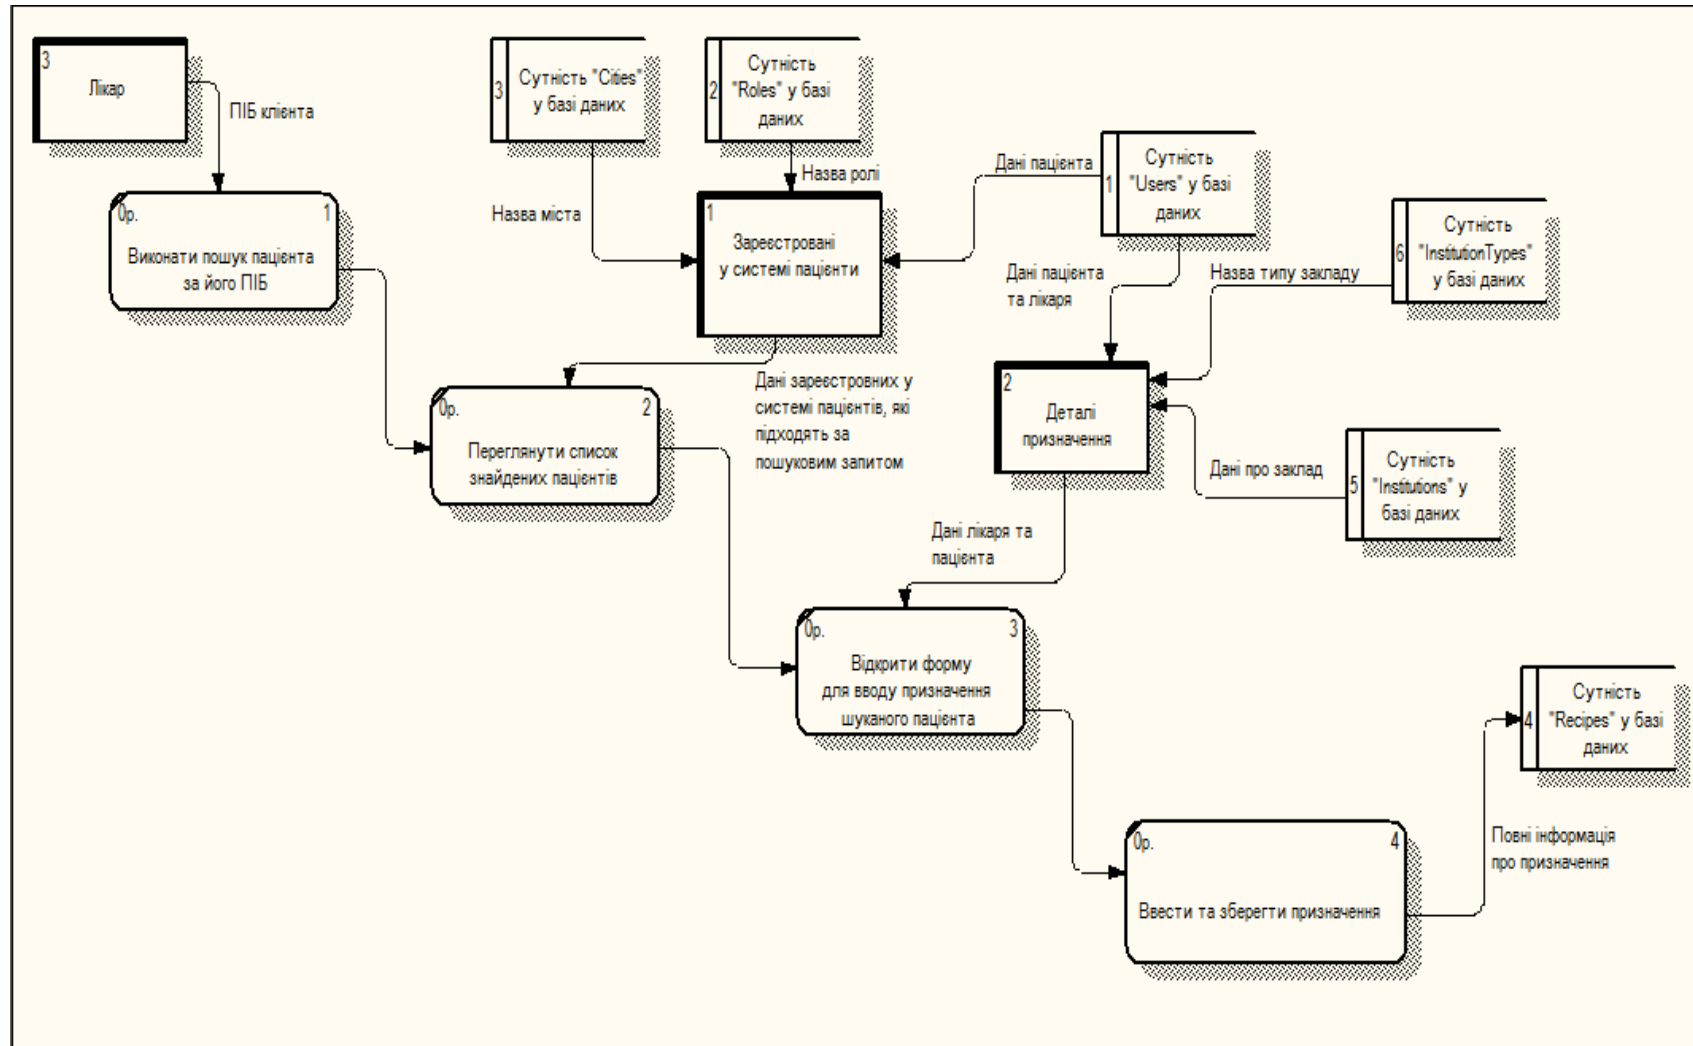 3
Лікар
ПІБ клієнта
3
Сутність "Cities"
у базі даних
2
Сутність
"Roles" у базі
даних
Назва ролі
Назва міста
Дані пацієнта
1
Сутність
"Users" у базі
даних
6
Сутність
"InstitutionTypes"
у базі даних
0р.
1
Виконати пошук пацієнта
за його ПІБ
1
Зареєстровані
у системі пацієнти
Дані пацієнта
та лікаря
Назва типу закладу
0р.
2
Переглянути список
знайдених пацієнтів
Дані зареєстровних у
системі пацієнтів, які
підходять за
пошуковим запитом
2
Деталі
призначення
Дані про заклад
5
Сутність
"Institutions" у
базі даних
Дані лікаря та
пацієнта
0р.
3
Відкрити форму
для вводу призначення
шуканого пацієнта
4
Сутність
"Recipes" у базі
даних
0р.
4
Ввести та зберегти призначення
Повні інформація
про призначення